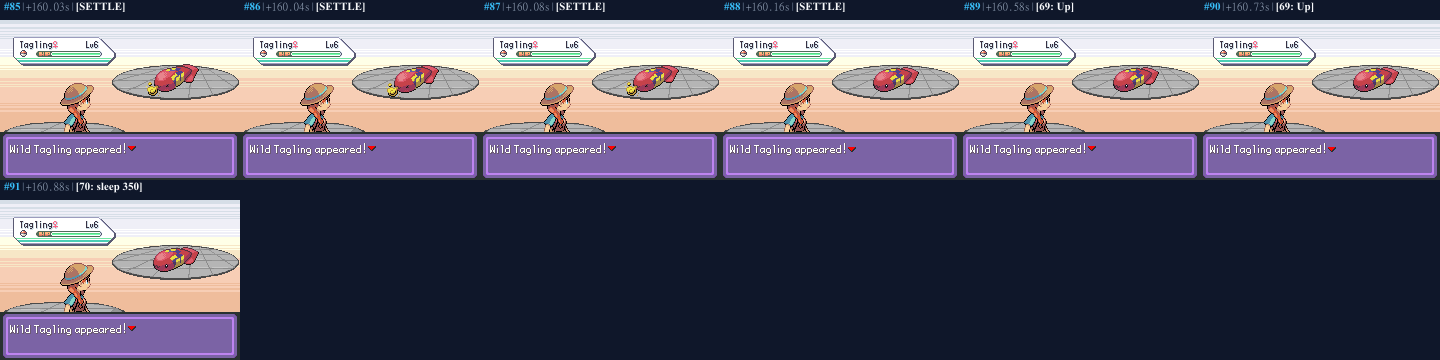 #85|+160.03s|[SETTLE]
#86|+160.04s|[SETTLE]
#87|+160.08s|[SETTLE]
#88|+160.16s|[SETTLE]
#89|+160.58s|[69: Up]
#90|+160.73s|[69: Up]
Tagling♀ Lv6
Tagling♀ Lv6
Tagling♀ Lv6
Tagling♀ Lv6
Tagling♀ Lv6
Tagling♀ Lv6
Wild Tagling appeared!
Wild Tagling appeared!
Wild Tagling appeared!
Wild Tagling appeared!
Wild Tagling appeared!
Wild Tagling appeared!
#91|+160.88s|[70: sleep 350]
Tagling♀ Lv6
Wild Tagling appeared!